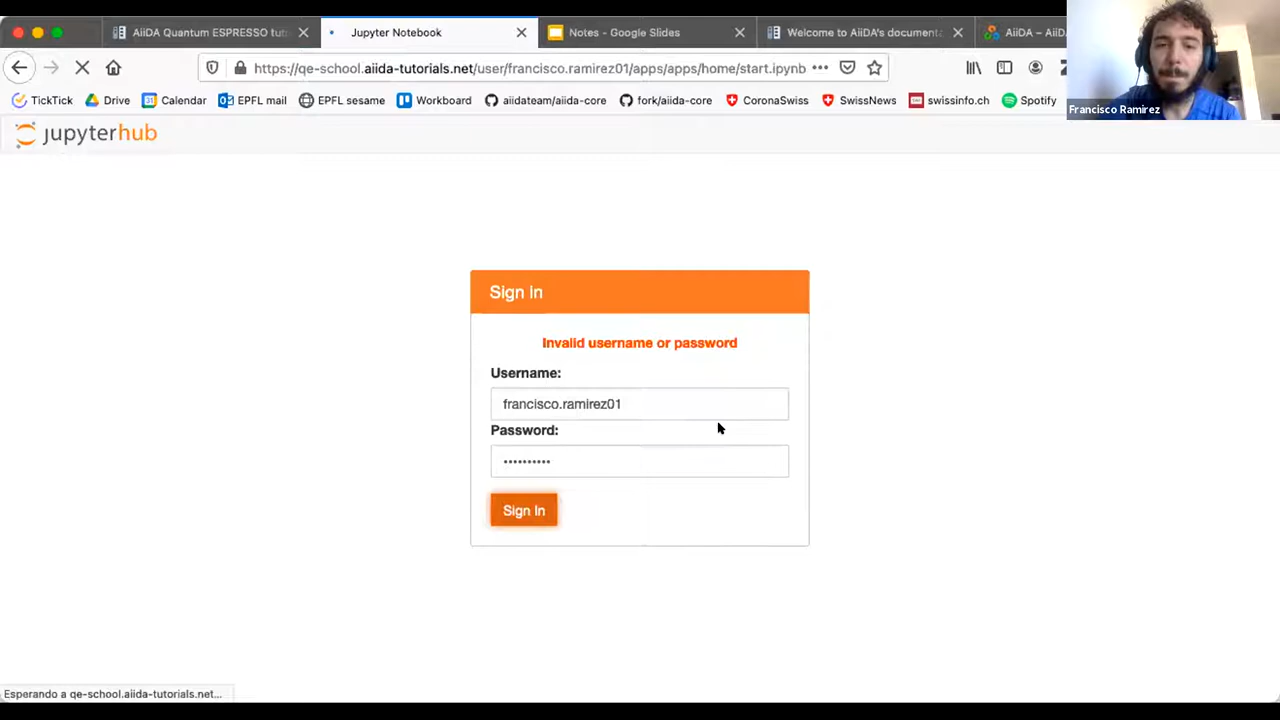 AiiDA Quantum ESPRESSO tut
Jupyter Notebook
Notes - Google Slides
Welcome to AiiDA's document
AiiDA – AiiD
https://qe-school.aiida-tutorials.net/user/francisco.ramirez01/apps/apps/home/start.ipynb
TickTick
Drive
Calendar
EPFL mail
EPFL sesame
Workboard
aiidateam/aiida-core
fork/aiida-core
CoronaSwiss
SwissNews
swissinfo.ch
Spotify
Francisco Ramirez
jupyterhub
Sign In
Invalid username or password
Username:
francisco.ramirez01
Password:
••••••••••
Sign In
Esperando a qe-school.aiida-tutorials.net...